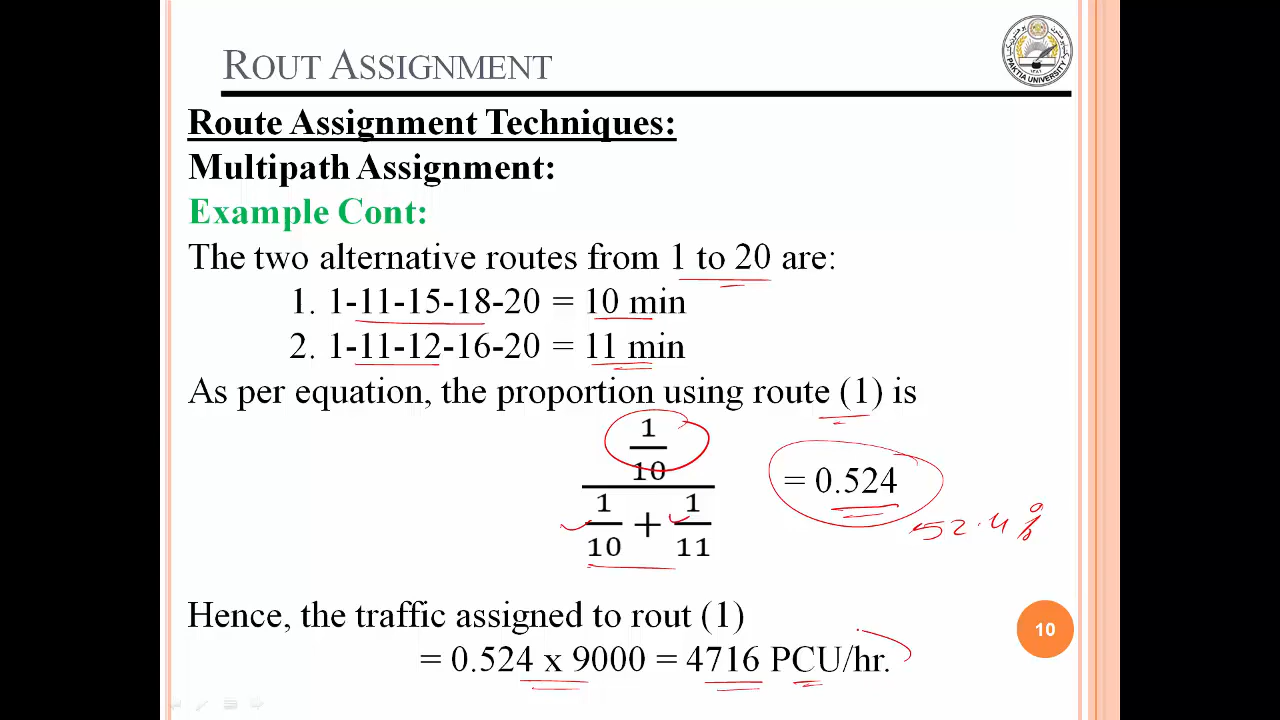 ROUT ASSIGNMENT
PAKTIA UNIVERSITY
Route Assignment Techniques:
Multipath Assignment:
Example Cont:
The two alternative routes from 1 to 20 are:
1. 1-11-15-18-20 = 10 min
2. 1-11-12-16-20 = 11 min
As per equation, the proportion using route (1) is
1
10
1 1
+
10 11
= 0.524
52.4 %
Hence, the traffic assigned to rout (1)
= 0.524 x 9000 = 4716 PCU/hr.
10